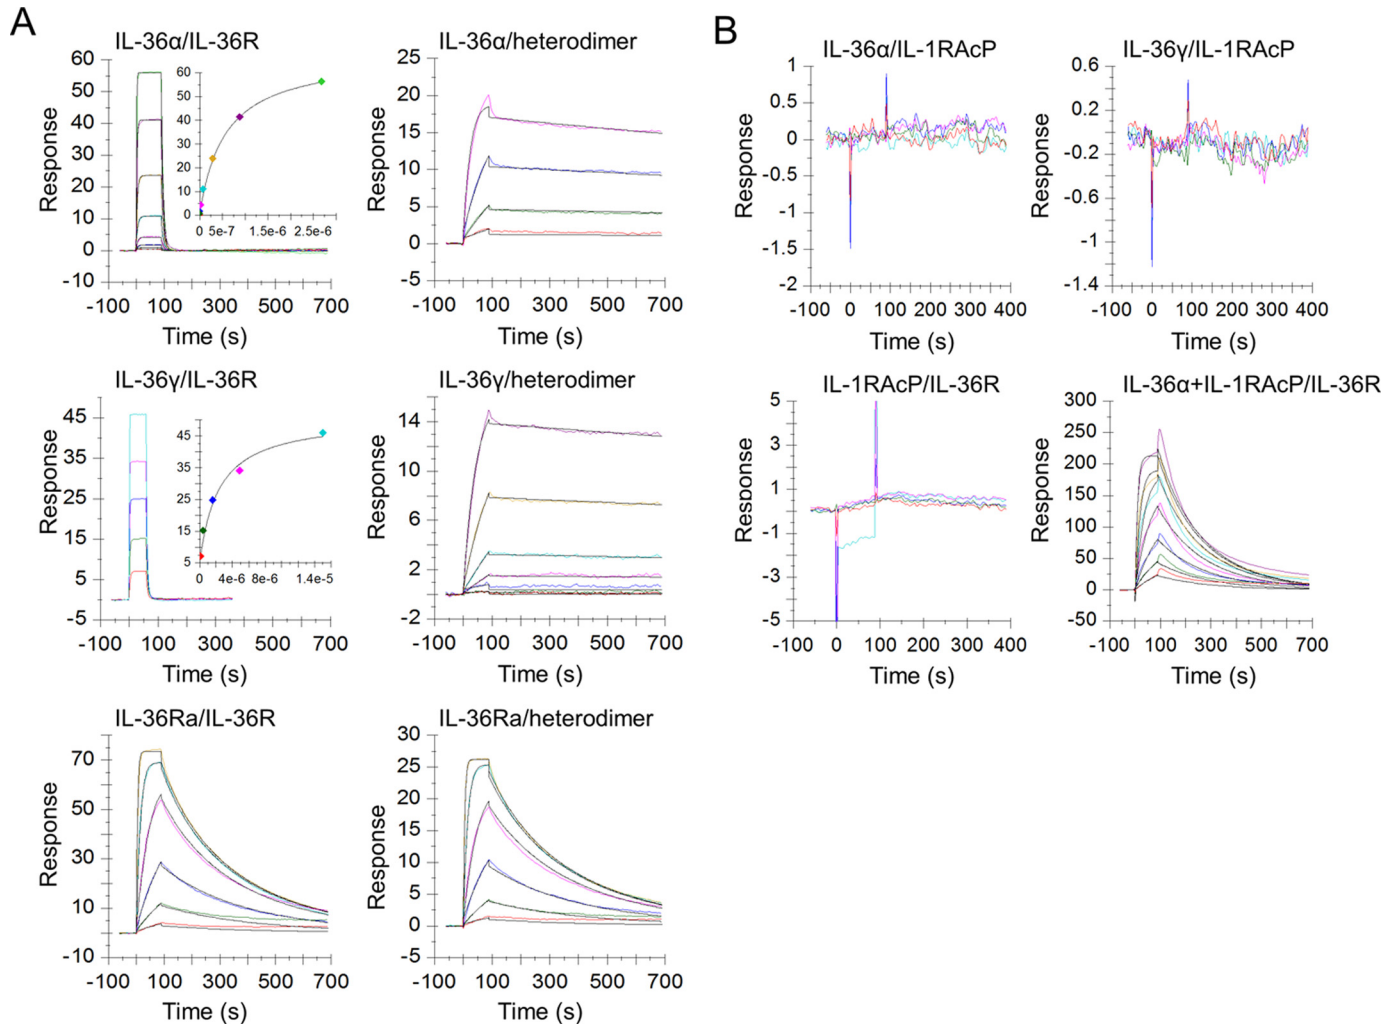 A
B
IL-36α/IL-36R
Response
60
50
40
30
20
10
0
-10
-100 100 300 500 700
Time (s)
60
50
40
30
20
10
0
0 5e-7 1.5e-6 2.5e-6
IL-36α/heterodimer
Response
25
20
15
10
5
0
-5
-100 100 300 500 700
Time (s)
IL-36α/IL-1RAcP
Response
1
0.5
0
-0.5
-1
-1.5
-2
-100 0 100 200 300 400
Time (s)
IL-36γ/IL-1RAcP
Response
0.6
0.2
-0.2
-0.6
-1
-1.4
-100 0 100 200 300 400
Time (s)
IL-36γ/IL-36R
Response
45
35
25
15
5
-5
-100 100 300 500 700
Time (s)
45
35
25
15
5
0 4e-6 8e-6 1.4e-5
IL-36γ/heterodimer
Response
14
10
6
2
-2
-100 100 300 500 700
Time (s)
IL-1RAcP/IL-36R
Response
5
3
1
-1
-3
-5
-100 0 100 200 300 400
Time (s)
IL-36α+IL-1RAcP/IL-36R
Response
300
250
200
150
100
50
0
-50
-100 100 300 500 700
Time (s)
IL-36Ra/IL-36R
Response
70
50
30
10
-10
-100 100 300 500 700
Time (s)
IL-36Ra/heterodimer
Response
30
25
20
15
10
5
0
-5
-100 100 300 500 700
Time (s)